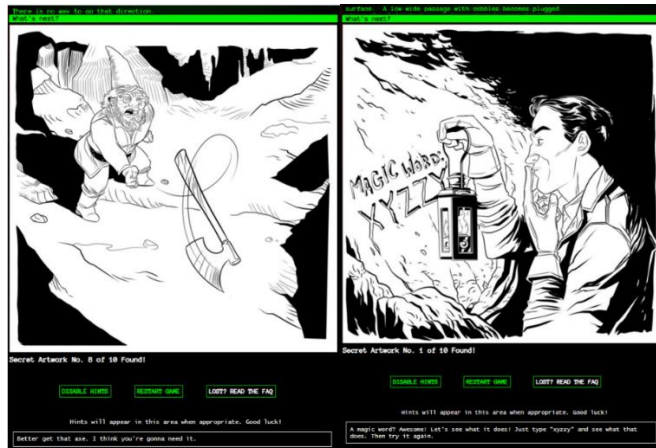 There is no way to go that direction.
What's next?
Secret Artwork No. 8 of 10 Found!
DISABLE HINTS
RESTART GAME
LOST? READ THE FAQ
Hints will appear in this area when appropriate. Good luck!
Better get that axe. I think you're gonna need it.
surface. A low wide passage with cobbles becomes plugged
What's next?
MAGIC WORD:
XYZZY
Secret Artwork No. 1 of 10 Found!
DISABLE HINTS
RESTART GAME
LOST? READ THE FAQ
Hints will appear in this area when appropriate. Good luck!
A magic word? Awesome! Let's see what it does! Just type "xyzzy" and see what that
does. Then try it again.